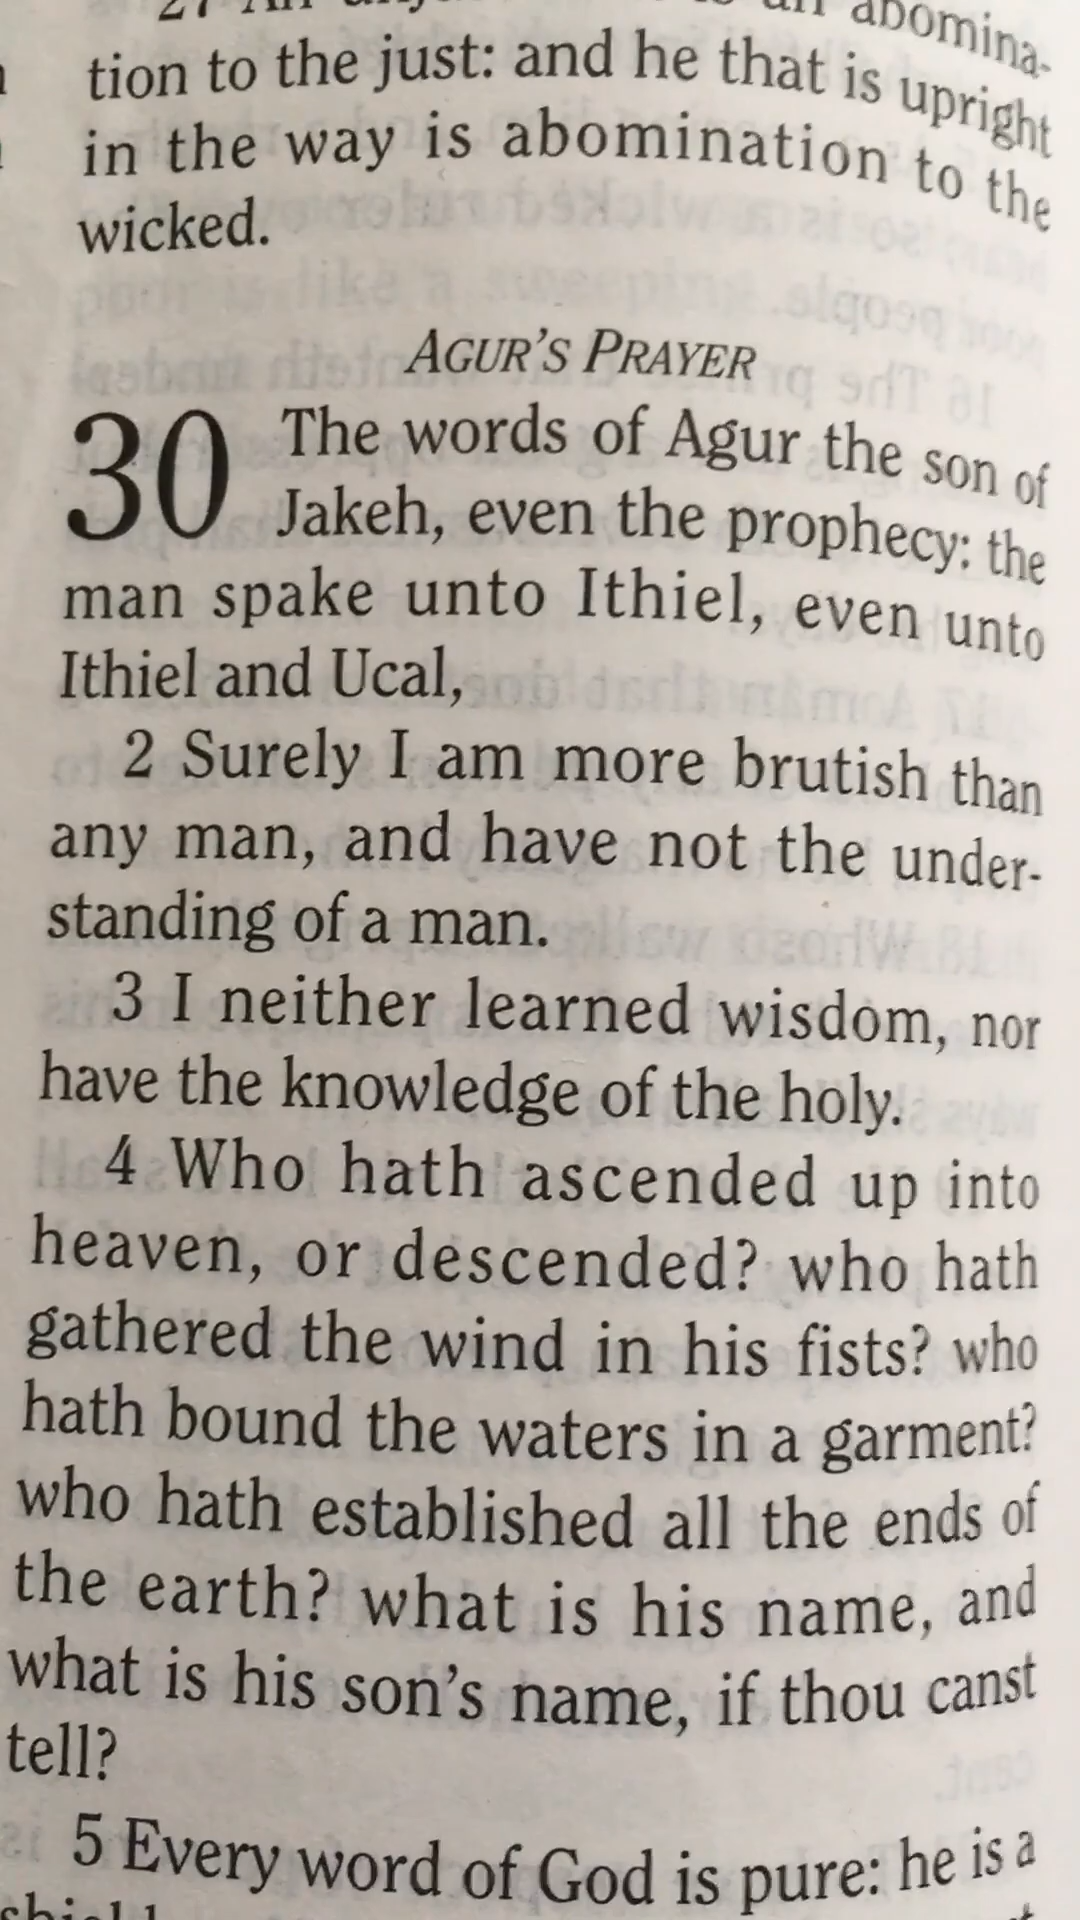 27 An abomina-
tion to the just: and he that is upright
in the way is abomination to the
wicked.
AGUR'S PRAYER
30 The words of Agur the son of
Jakeh, even the prophecy: the
man spake unto Ithiel, even unto
Ithiel and Ucal,
2 Surely I am more brutish than
any man, and have not the under-
standing of a man.
3 I neither learned wisdom, nor
have the knowledge of the holy.
4 Who hath ascended up into
heaven, or descended? who hath
gathered the wind in his fists? who
hath bound the waters in a garment?
who hath established all the ends of
the earth? what is his name, and
what is his son's name, if thou canst
tell?
5 Every word of God is pure: he is a